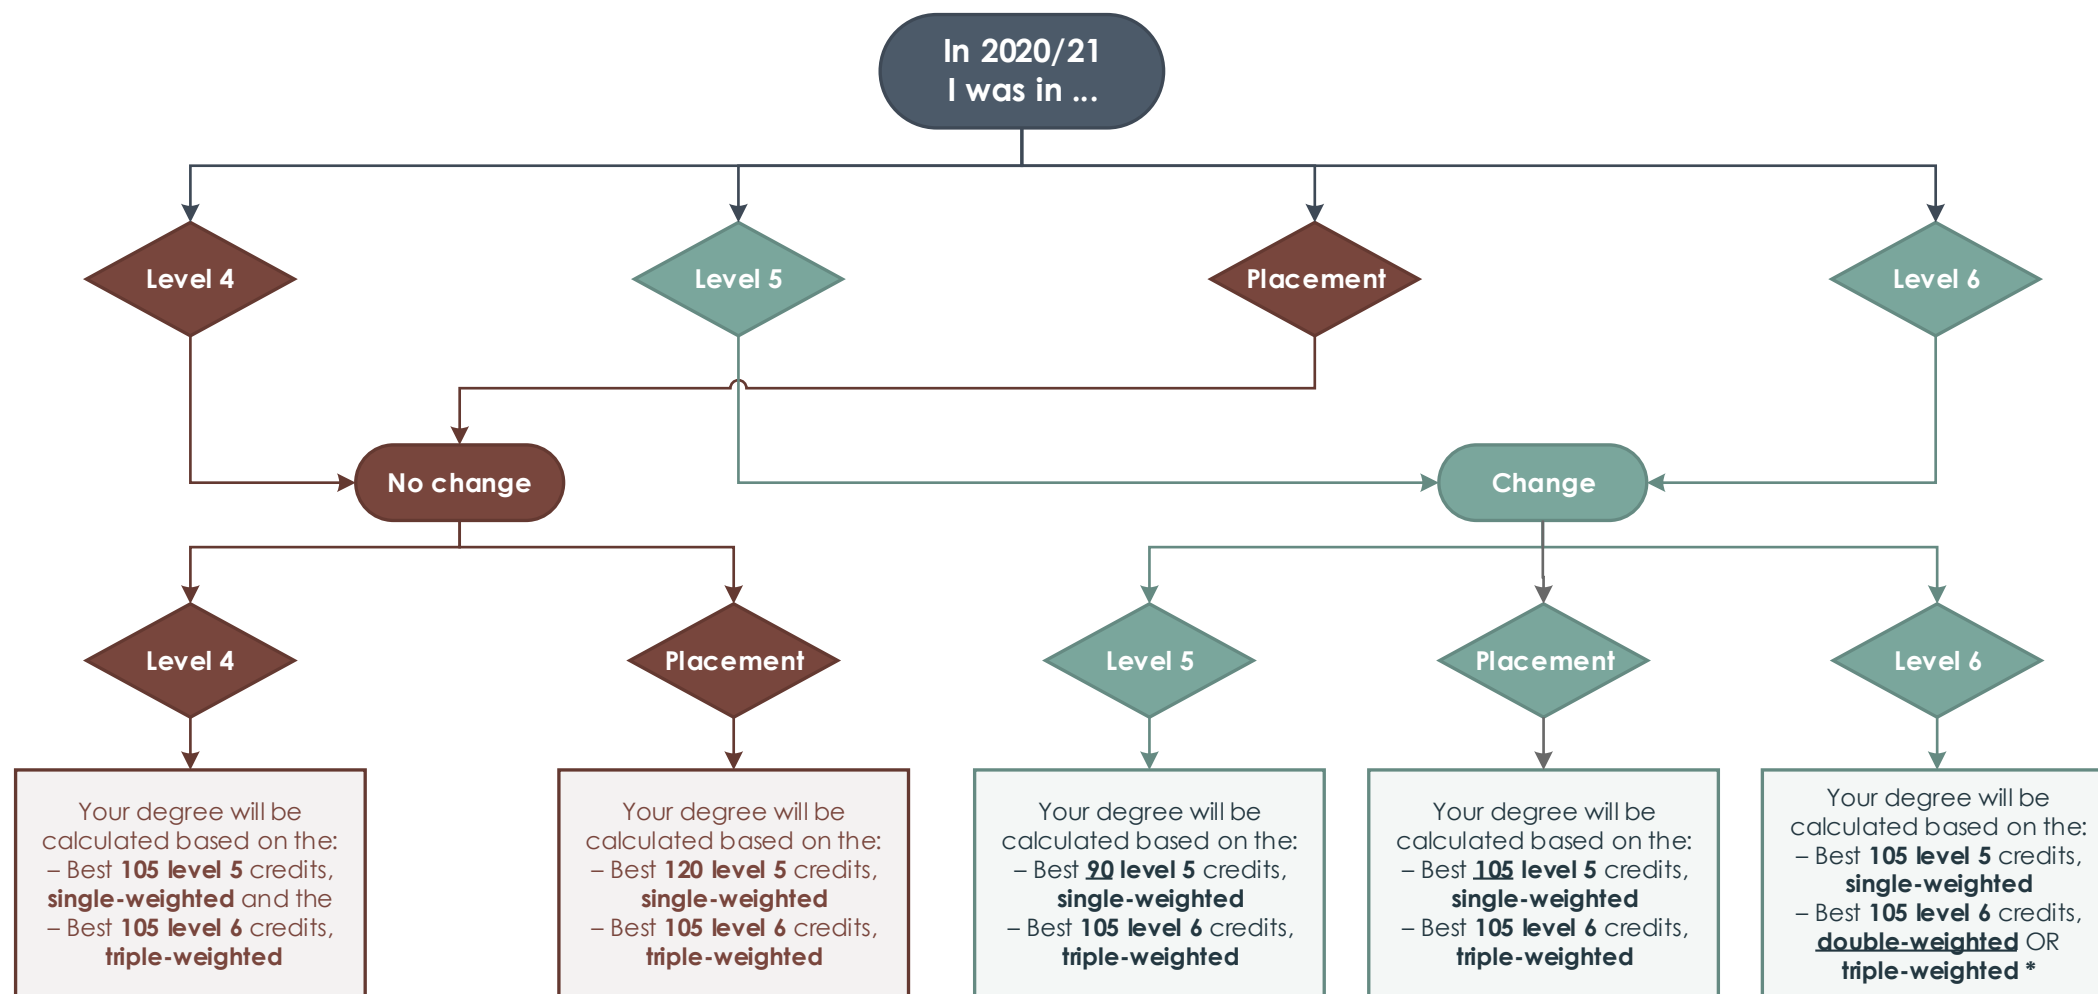 In 2020/21
I was in ...
Level 4
Level 5
Placement
Level 6
No change
Change
Level 4
Placement
Level 5
Placement
Level 6
Your degree will be
calculated based on the:
– Best 105 level 5 credits,
single-weighted and the
– Best 105 level 6 credits,
triple-weighted
Your degree will be
calculated based on the:
– Best 120 level 5 credits,
single-weighted
– Best 105 level 6 credits,
triple-weighted
Your degree will be
calculated based on the:
– Best 90 level 5 credits,
single-weighted
– Best 105 level 6 credits,
triple-weighted
Your degree will be
calculated based on the:
– Best 105 level 5 credits,
single-weighted
– Best 105 level 6 credits,
triple-weighted
Your degree will be
calculated based on the:
– Best 105 level 5 credits,
single-weighted
– Best 105 level 6 credits,
double-weighted OR
triple-weighted *